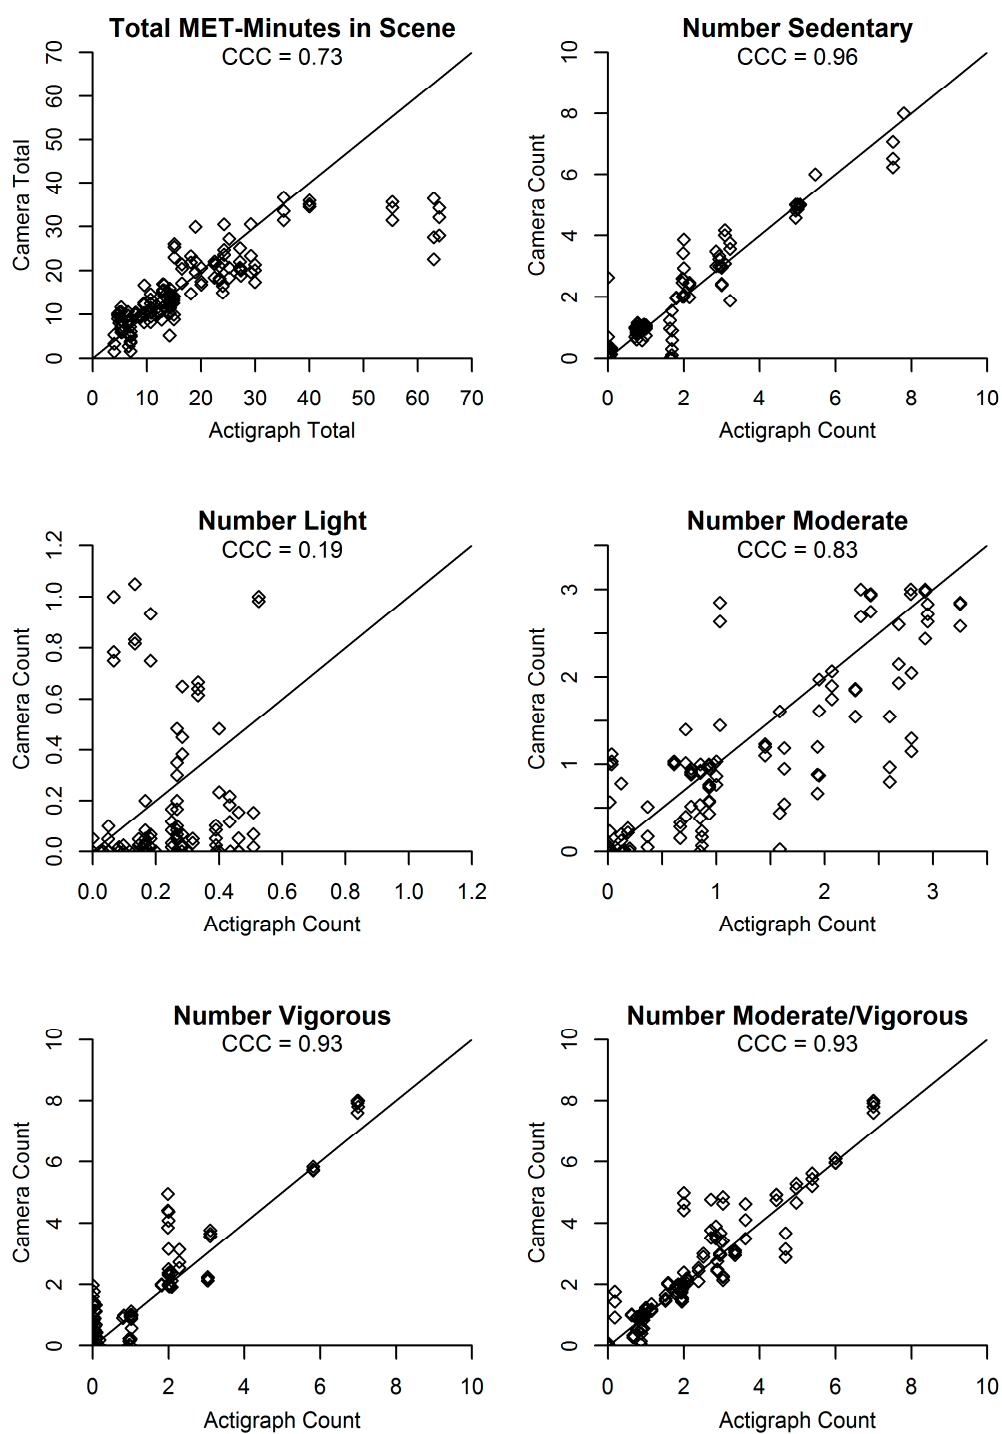 Total MET-Minutes in Scene
CCC = 0.73
Camera Total
0 10 20 30 40 50 60 70
0 10 20 30 40 50 60 70
Actigraph Total
Number Sedentary
CCC = 0.96
Camera Count
0 2 4 6 8 10
0 2 4 6 8 10
Actigraph Count
Number Light
CCC = 0.19
Camera Count
0.0 0.2 0.4 0.6 0.8 1.0 1.2
0.0 0.2 0.4 0.6 0.8 1.0 1.2
Actigraph Count
Number Moderate
CCC = 0.83
Camera Count
0 1 2 3
0 1 2 3
Actigraph Count
Number Vigorous
CCC = 0.93
Camera Count
0 2 4 6 8 10
0 2 4 6 8 10
Actigraph Count
Number Moderate/Vigorous
CCC = 0.93
Camera Count
0 2 4 6 8 10
0 2 4 6 8 10
Actigraph Count